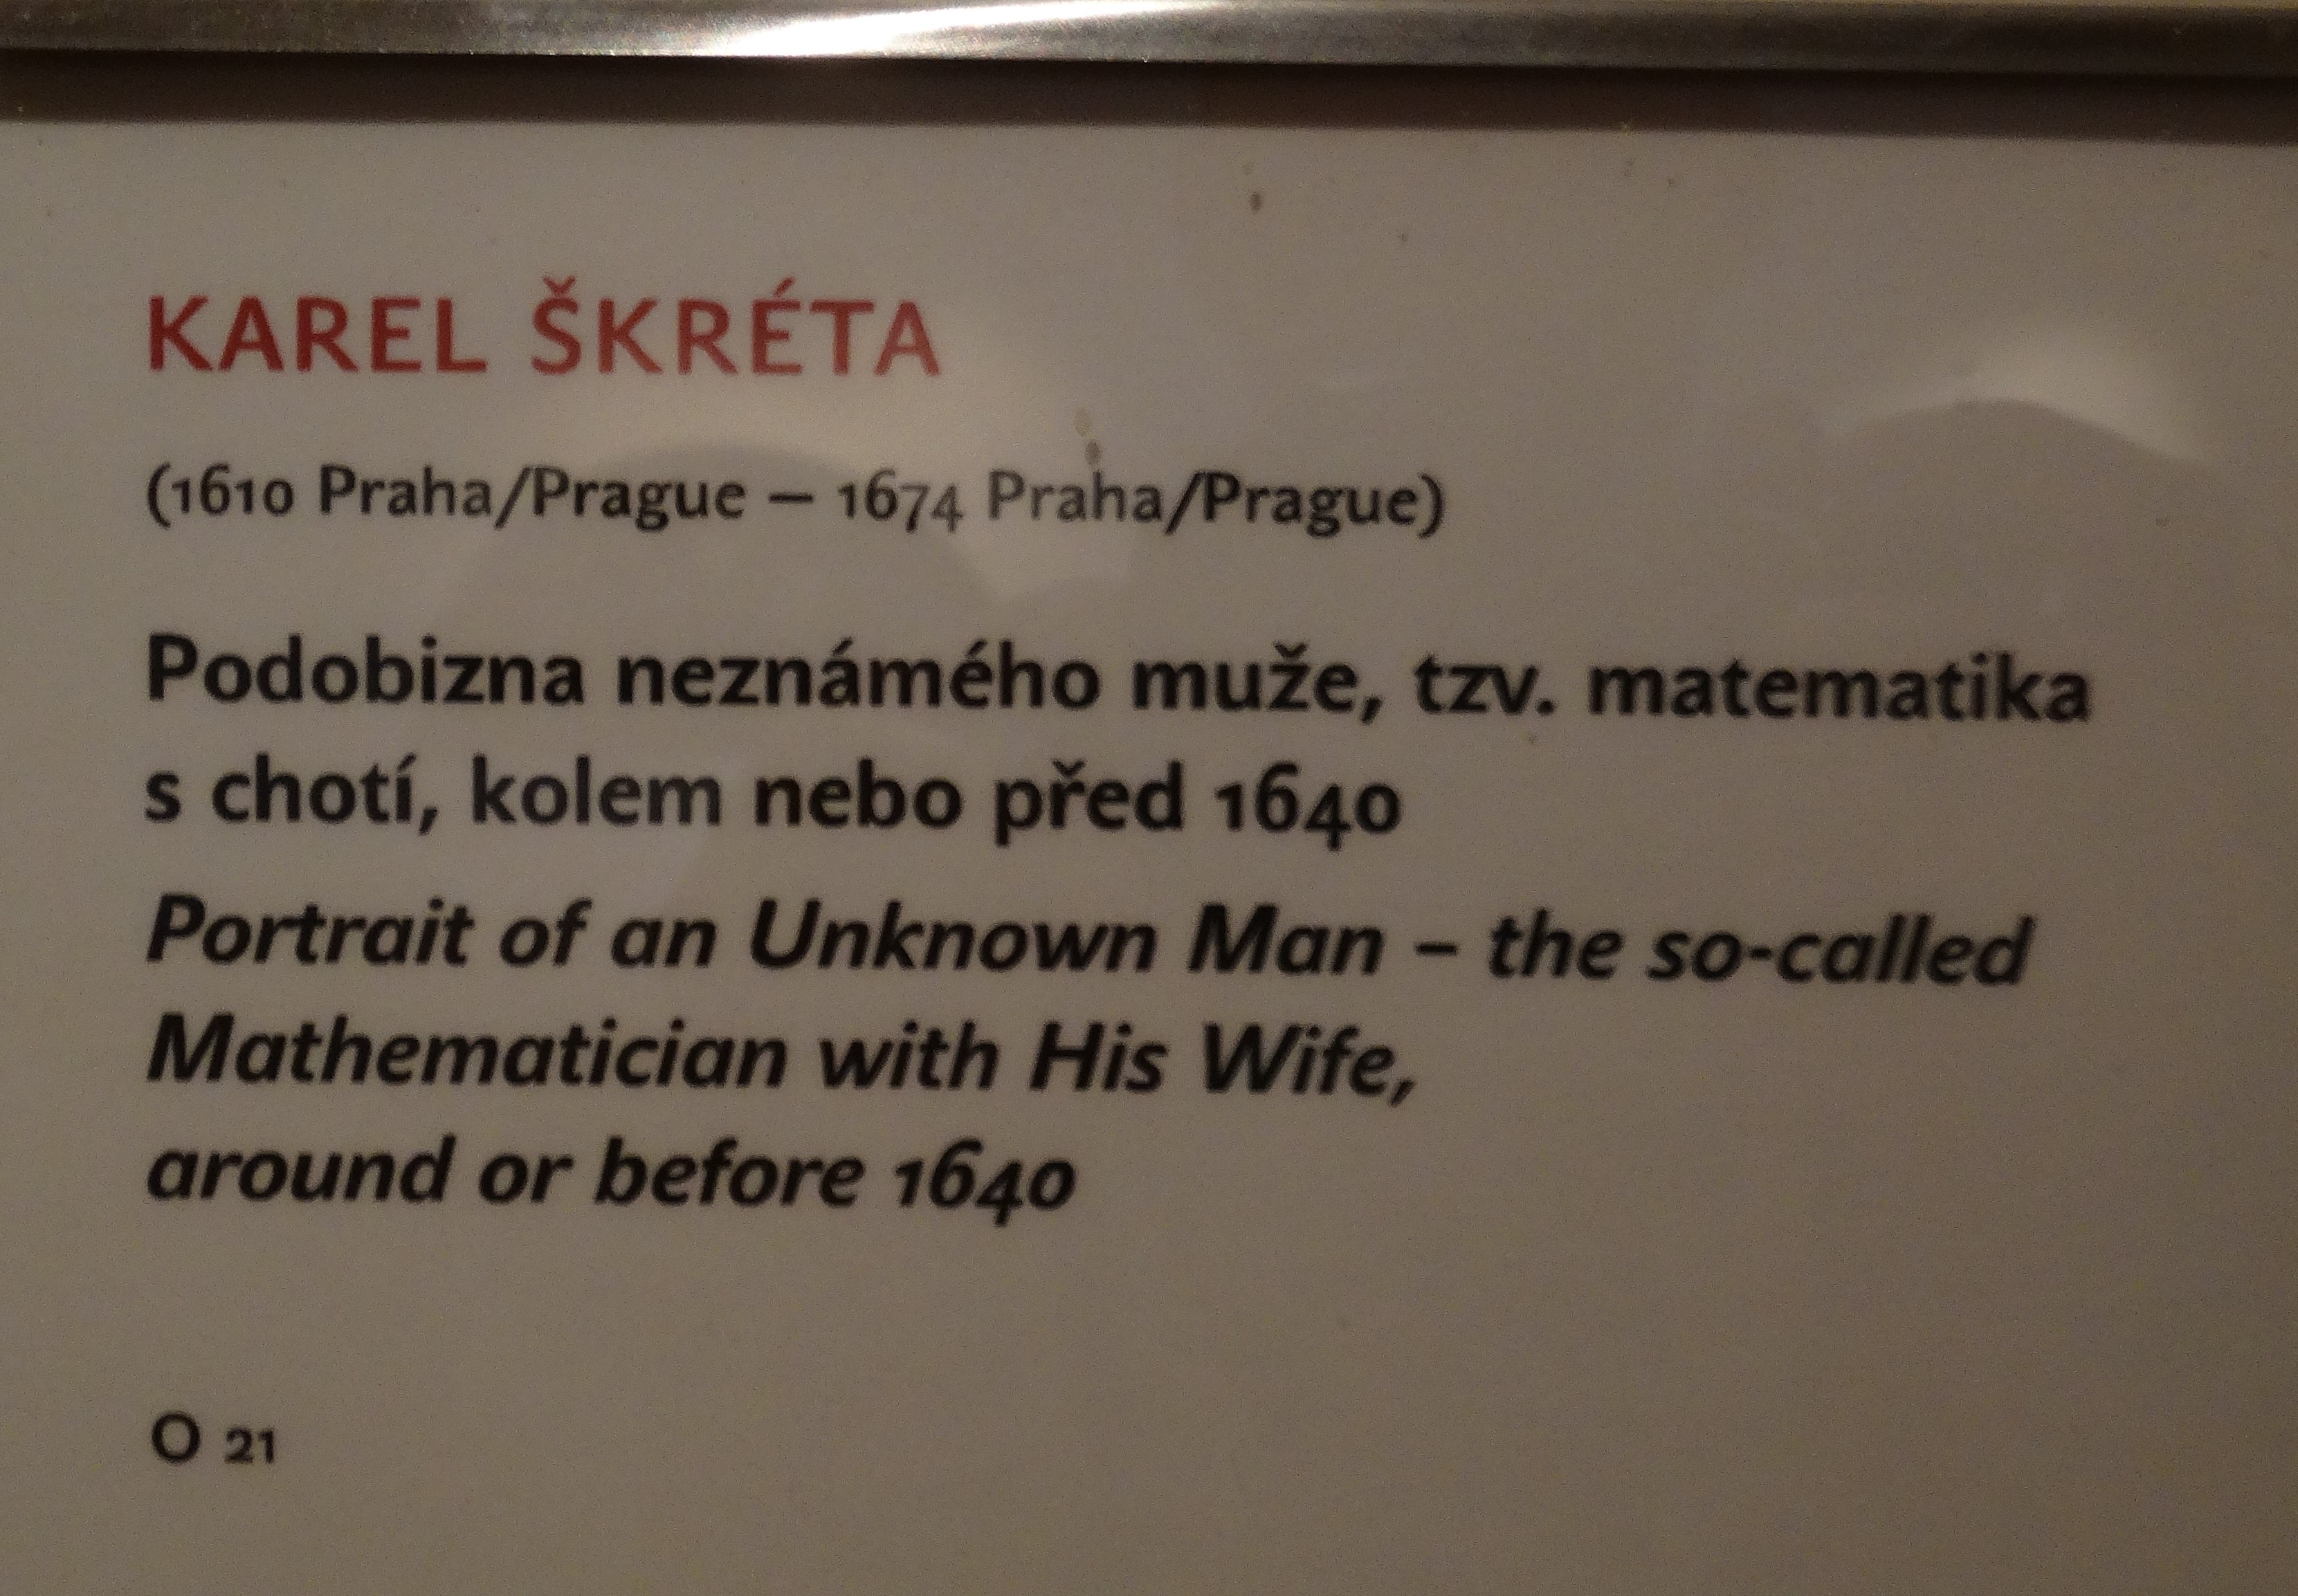 KAREL ŠKRÉTA
(1610 Praha/Prague – 1674 Praha/Prague)
Podobizna neznámého muže, tzv. matematika
s chotí, kolem nebo před 1640
Portrait of an Unknown Man – the so-called
Mathematician with His Wife,
around or before 1640
O 21